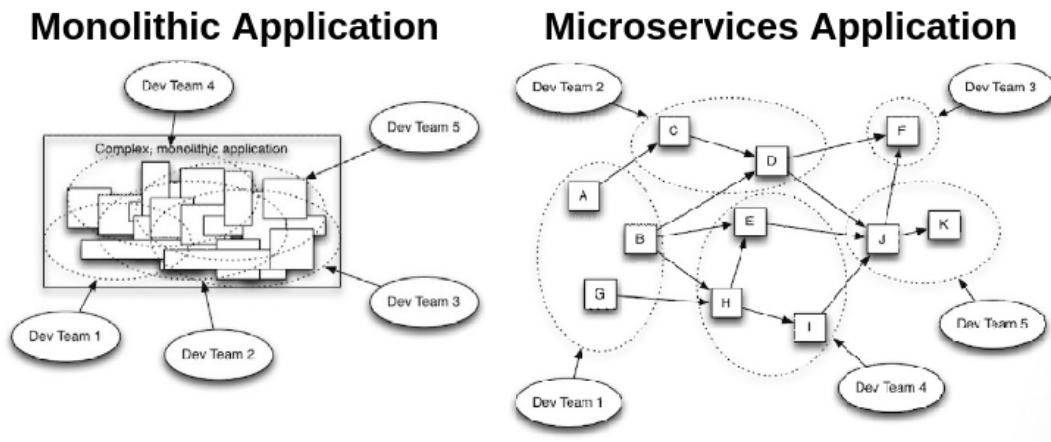 Monolithic Application
Dev Team 4
Dev Team 5
Complex, monolithic application
Dev Team 3
Dev Team 1
Dev Team 2
Microservices Application
Dev Team 2
Dev Team 3
C
F
D
A
E
K
B
J
G
H
I
Dev Team 5
Dev Team 4
Dev Team 1